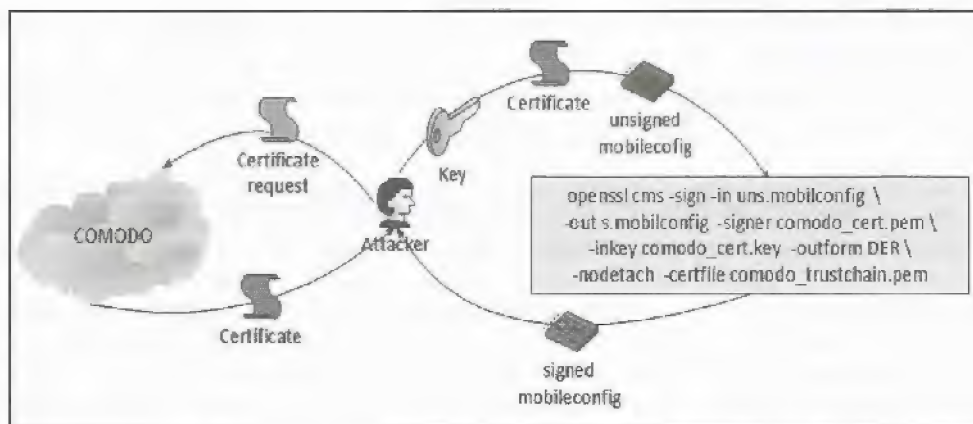 Certificate
unsigned
mobilecofig
Certificate
request
Key
COMODO
Attacker
openssl cms -sign -in uns.mobilconfig \
-out s.mobilconfig -signer comodo_cert.pem \
-inkey comodo_cert.key -outform DER \
-nodetach -certfile comodo_trustchain.pem
Certificate
signed
mobileconfig